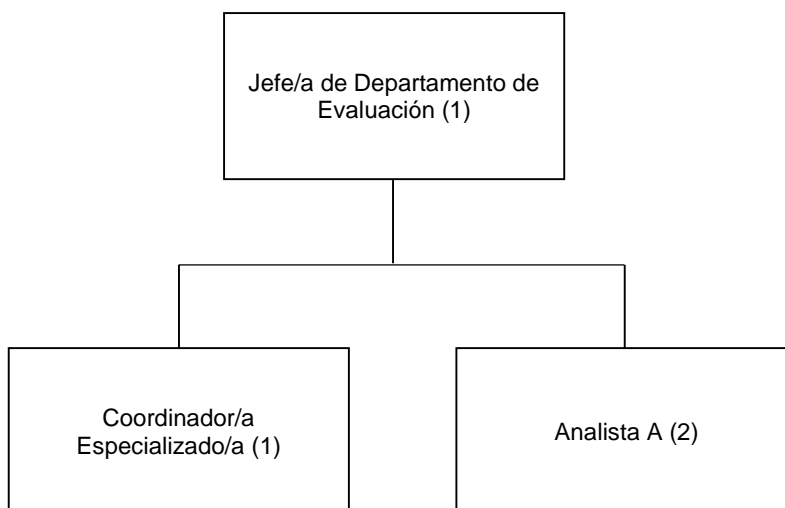 Jefe/a de Departamento de
Evaluación (1)
Coordinador/a
Especializado/a (1)
Analista A (2)